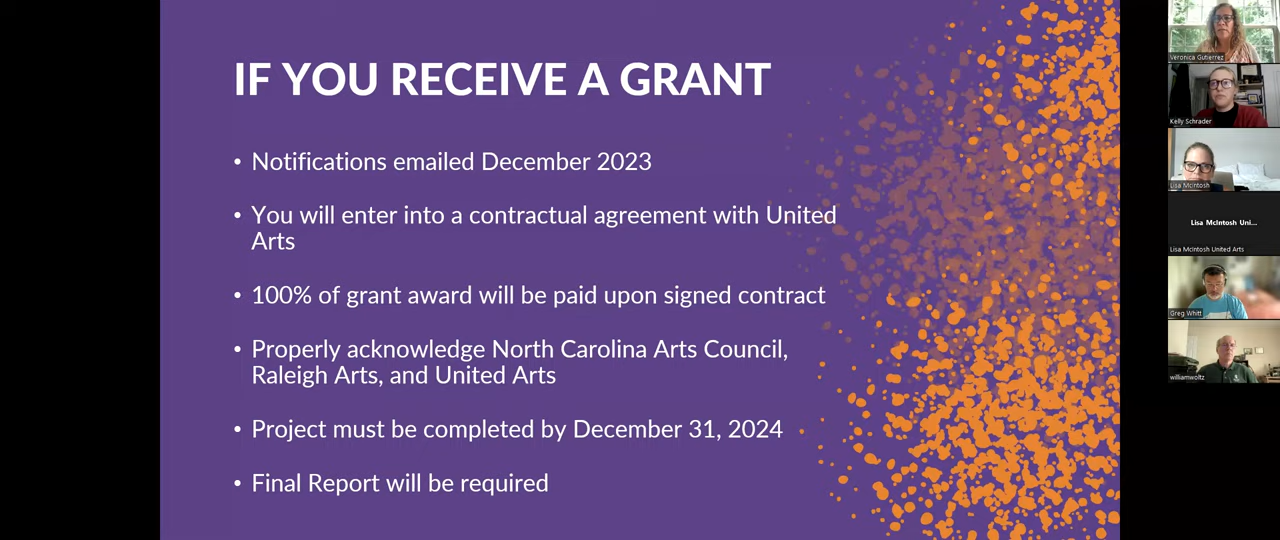 IF YOU RECEIVE A GRANT
• Notifications emailed December 2023
• You will enter into a contractual agreement with United
Arts
• 100% of grant award will be paid upon signed contract
• Properly acknowledge North Carolina Arts Council,
Raleigh Arts, and United Arts
• Project must be completed by December 31, 2024
• Final Report will be required
Veronica Gutierrez
Kelly Schrader
Lisa McIntosh
Lisa McIntosh Uni...
Lisa McIntosh United Arts
Greg Whitt
williamwoltz